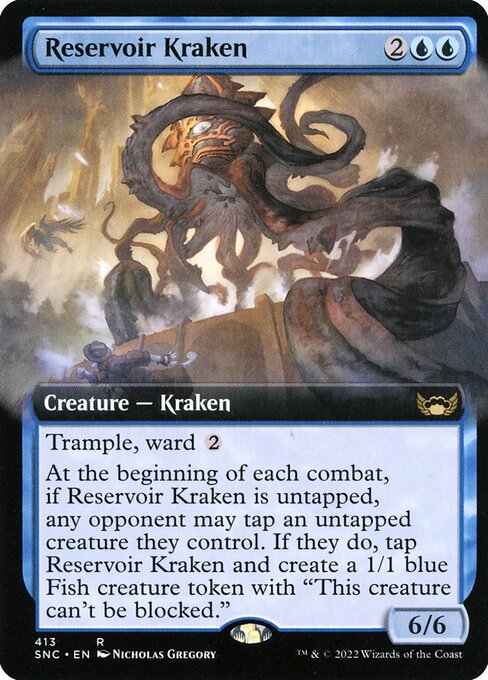 Reservoir Kraken 2
Creature — Kraken
Trample, ward 2
At the beginning of each combat,
if Reservoir Kraken is untapped,
any opponent may tap an untapped
creature they control. If they do, tap
Reservoir Kraken and create a 1/1 blue
Fish creature token with “This creature
can’t be blocked.”
6/6
413 R
SNC • EN Nicholas Gregory ™ & © 2022 Wizards of the Coast